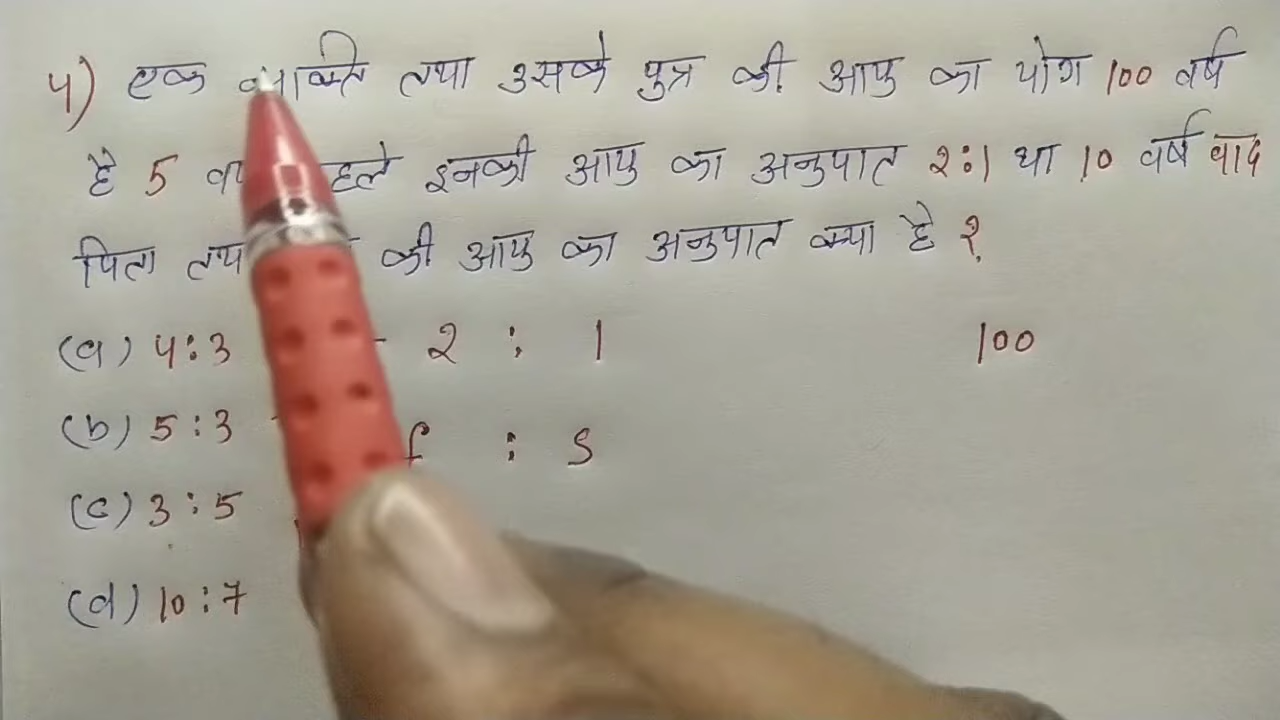 4) एक व्यक्ति तथा उसके पुत्र की आयु का योग 100 वर्ष
है 5 इनकी आयु का अनुपात 2:1 था 10 वर्ष बाद
पिता की आयु का अनुपात क्या है ?
(a) 4:3 - 2 : 1 100
(b) 5:3 f : S
(c) 3:5
(d) 10:7